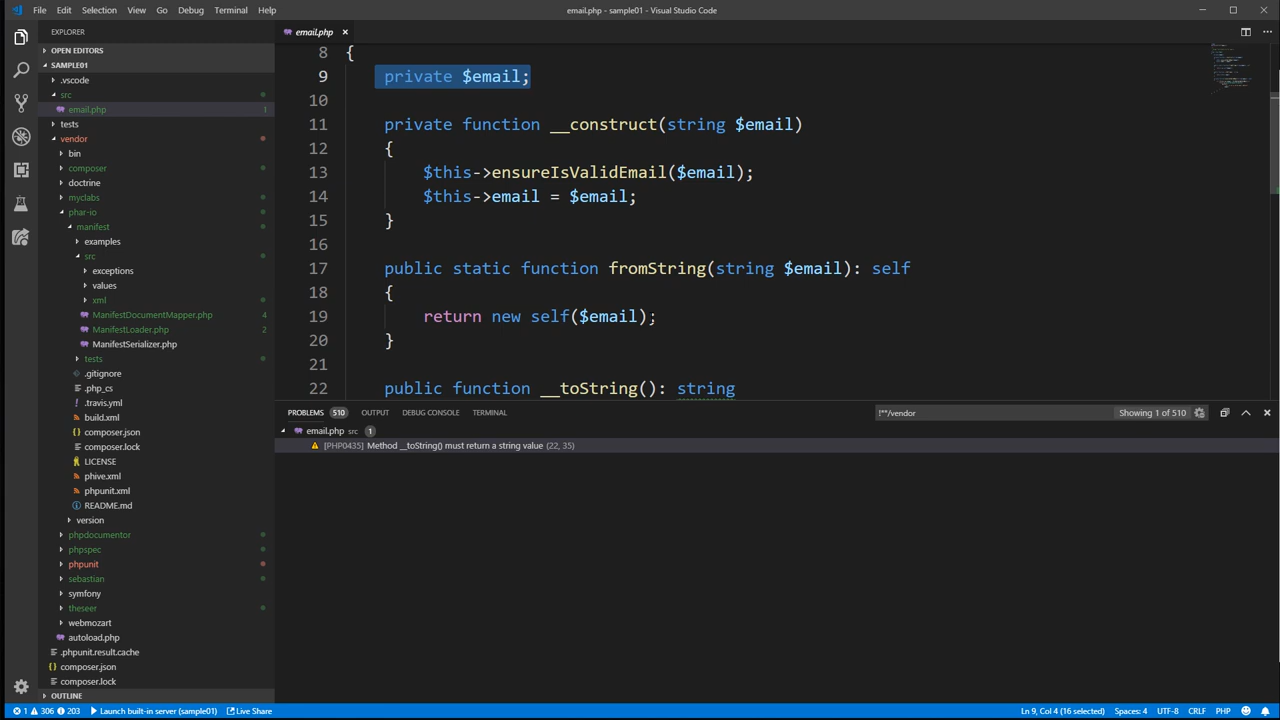 File Edit Selection View Go Debug Terminal Help
email.php - sample01 - Visual Studio Code
EXPLORER
OPEN EDITORS
SAMPLE01
.vscode
src
email.php 1
tests
vendor
bin
composer
doctrine
myclabs
phar-io
manifest
examples
src
exceptions
values
xml
ManifestDocumentMapper.php 4
ManifestLoader.php 2
ManifestSerializer.php
tests
.gitignore
.php_cs
.travis.yml
build.xml
composer.json
composer.lock
LICENSE
phive.xml
phpunit.xml
README.md
version
phpdocumentor
phpspec
phpunit
sebastian
symfony
theseer
webmozart
autoload.php
.phpunit.result.cache
composer.json
composer.lock
OUTLINE
email.php
8 {
9 private $email;
10
11 private function __construct(string $email)
12 {
13 $this->ensureIsValidEmail($email);
14 $this->email = $email;
15 }
16
17 public static function fromString(string $email): self
18 {
19 return new self($email);
20 }
21
22 public function __toString(): string
PROBLEMS 510 OUTPUT DEBUG CONSOLE TERMINAL
!**/vendor Showing 1 of 510
email.php src 1
[PHP0435] Method __toString() must return a string value (22, 35)
1 306 203 Launch built-in server (sample01) Live Share
Ln 9, Col 4 (16 selected) Spaces: 4 UTF-8 CRLF PHP